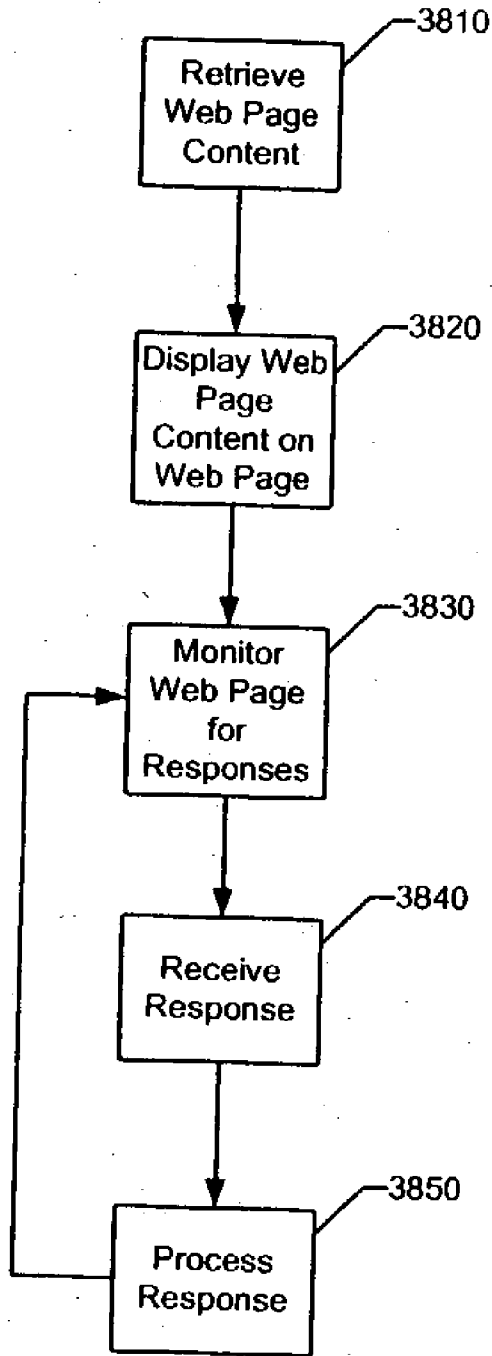 3810
Retrieve
Web Page
Content
3820
Display Web
Page
Content on
Web Page
3830
Monitor
Web Page
for
Responses
3840
Receive
Response
3850
Process
Response